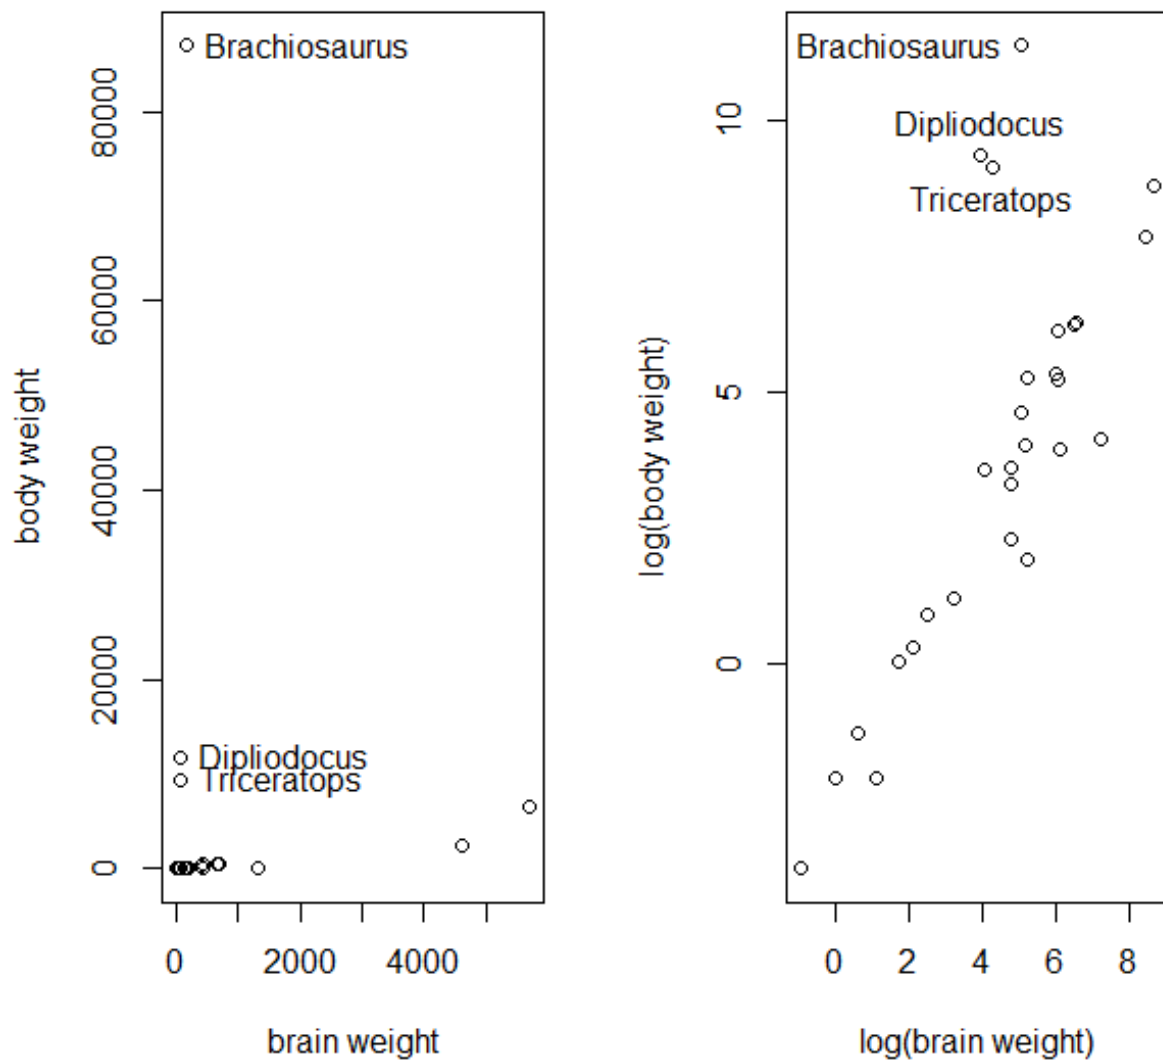 body weight
80000
60000
40000
20000
0
Brachiosaurus
Dipliodocus
Triceratops
0
2000
4000
brain weight
log(body weight)
10
5
0
Brachiosaurus
Dipliodocus
Triceratops
0
2
4
6
8
log(brain weight)